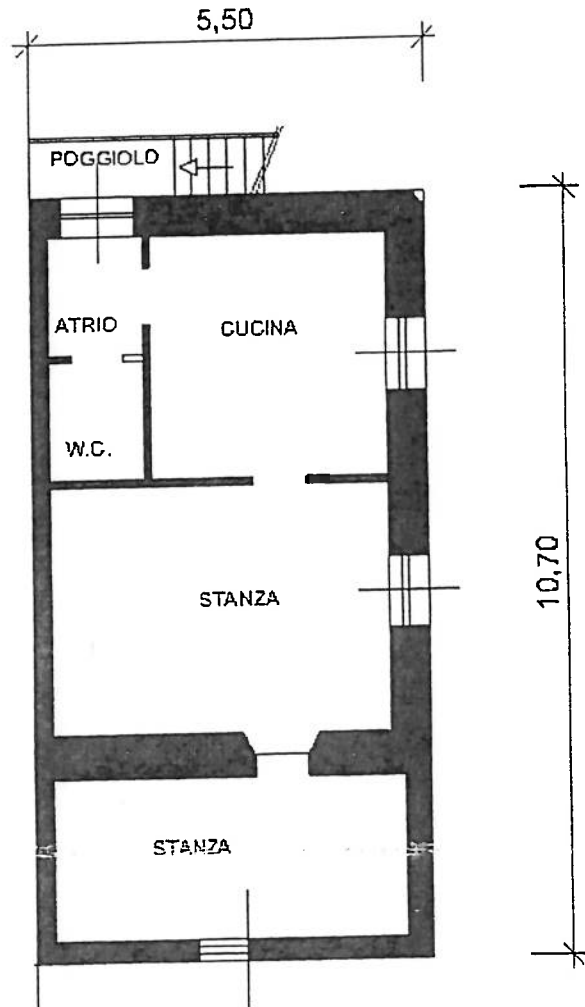 5,50
POGGIOLO
ATRIO
CUCINA
W.C.
STANZA
10,70
STANZA